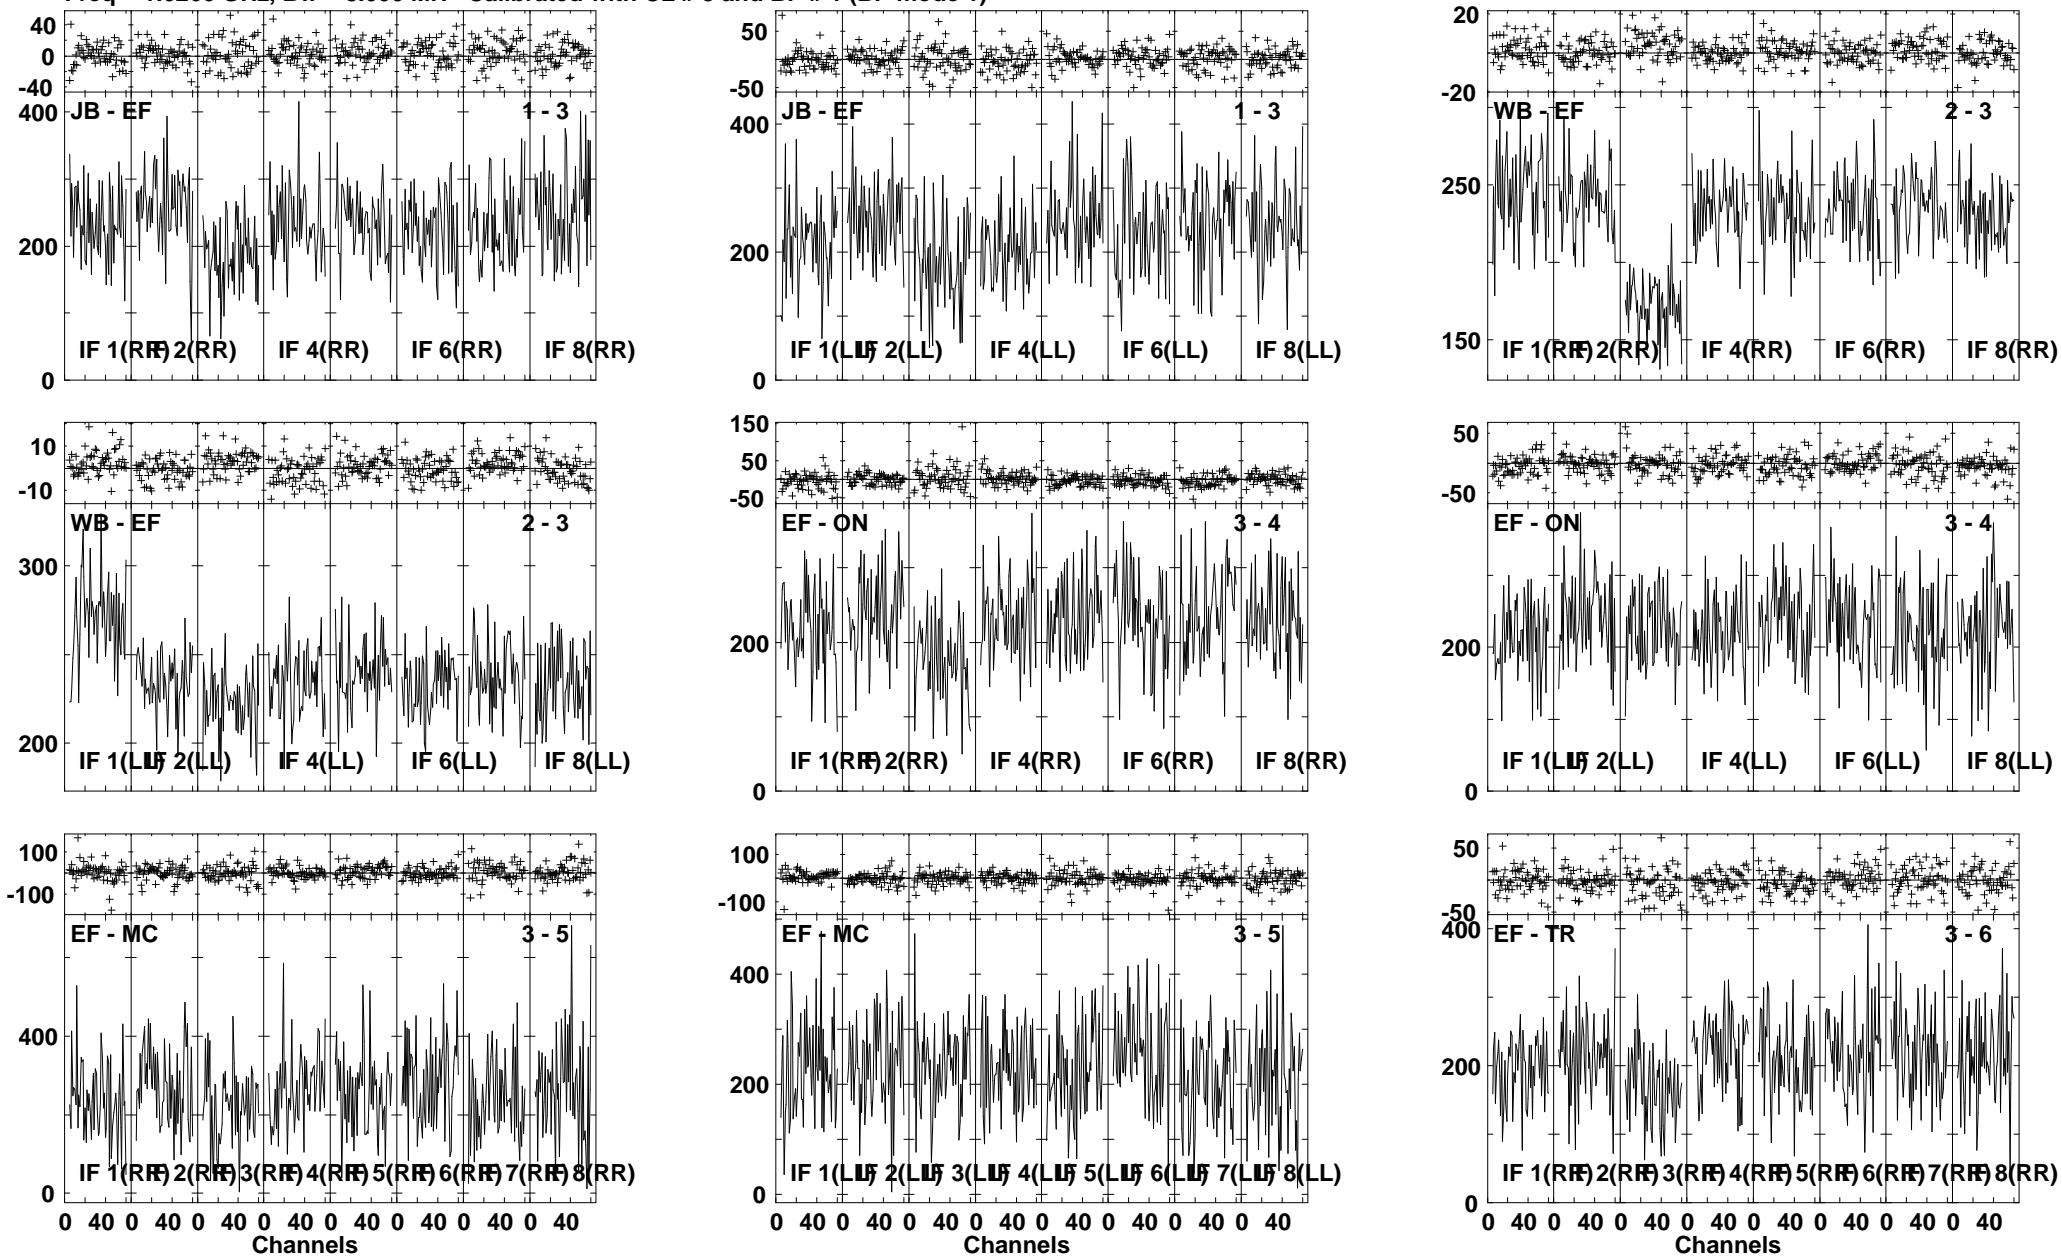 40
0
-40
JB - EF
1 - 3
400
200
0
IF 1(RR)
IF 2(RR)
IF 4(RR)
IF 6(RR)
IF 8(RR)
50
-50
JB - EF
1 - 3
400
200
0
IF 1(LL)
IF 2(LL)
IF 4(LL)
IF 6(LL)
IF 8(LL)
20
-20
WB - EF
2 - 3
250
150
IF 1(RR)
IF 2(RR)
IF 4(RR)
IF 6(RR)
IF 8(RR)
10
-10
WB - EF
2 - 3
300
200
IF 1(LL)
IF 2(LL)
IF 4(LL)
IF 6(LL)
IF 8(LL)
150
50
-50
EF - ON
3 - 4
200
0
IF 1(RR)
IF 2(RR)
IF 4(RR)
IF 6(RR)
IF 8(RR)
50
-50
EF - ON
3 - 4
200
0
IF 1(LL)
IF 2(LL)
IF 4(LL)
IF 6(LL)
IF 8(LL)
100
-100
EF - MC
3 - 5
400
0
IF 1(RR)
IF 2(RR)
IF 3(RR)
IF 4(RR)
IF 5(RR)
IF 6(RR)
IF 7(RR)
IF 8(RR)
0 40 0 40 0 40 0 40 0 40 0 40 0 40 0 40
Channels
100
-100
EF - MC
3 - 5
400
200
0
IF 1(LL)
IF 2(LL)
IF 3(LL)
IF 4(LL)
IF 5(LL)
IF 6(LL)
IF 7(LL)
IF 8(LL)
0 40 0 40 0 40 0 40 0 40 0 40 0 40 0 40
Channels
50
-50
EF - TR
3 - 6
400
200
0
IF 1(RR)
IF 2(RR)
IF 3(RR)
IF 4(RR)
IF 5(RR)
IF 6(RR)
IF 7(RR)
IF 8(RR)
0 40 0 40 0 40 0 40 0 40 0 40 0 40 0 40
Channels